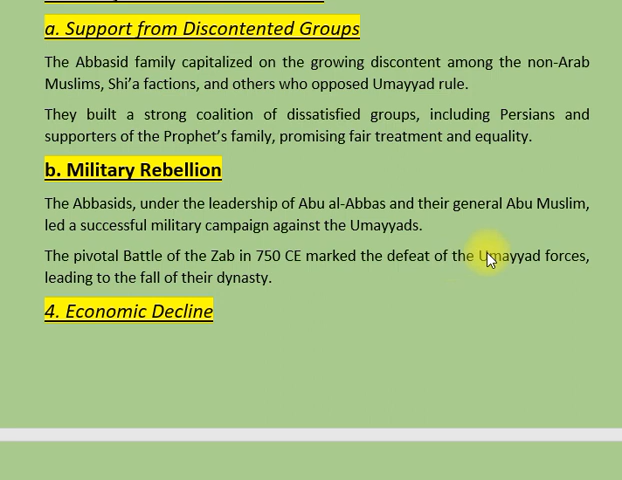 a. Support from Discontented Groups
The Abbasid family capitalized on the growing discontent among the non-Arab
Muslims, Shi’a factions, and others who opposed Umayyad rule.
They built a strong coalition of dissatisfied groups, including Persians and
supporters of the Prophet’s family, promising fair treatment and equality.
b. Military Rebellion
The Abbasids, under the leadership of Abu al-Abbas and their general Abu Muslim,
led a successful military campaign against the Umayyads.
The pivotal Battle of the Zab in 750 CE marked the defeat of the Umayyad forces,
leading to the fall of their dynasty.
4. Economic Decline